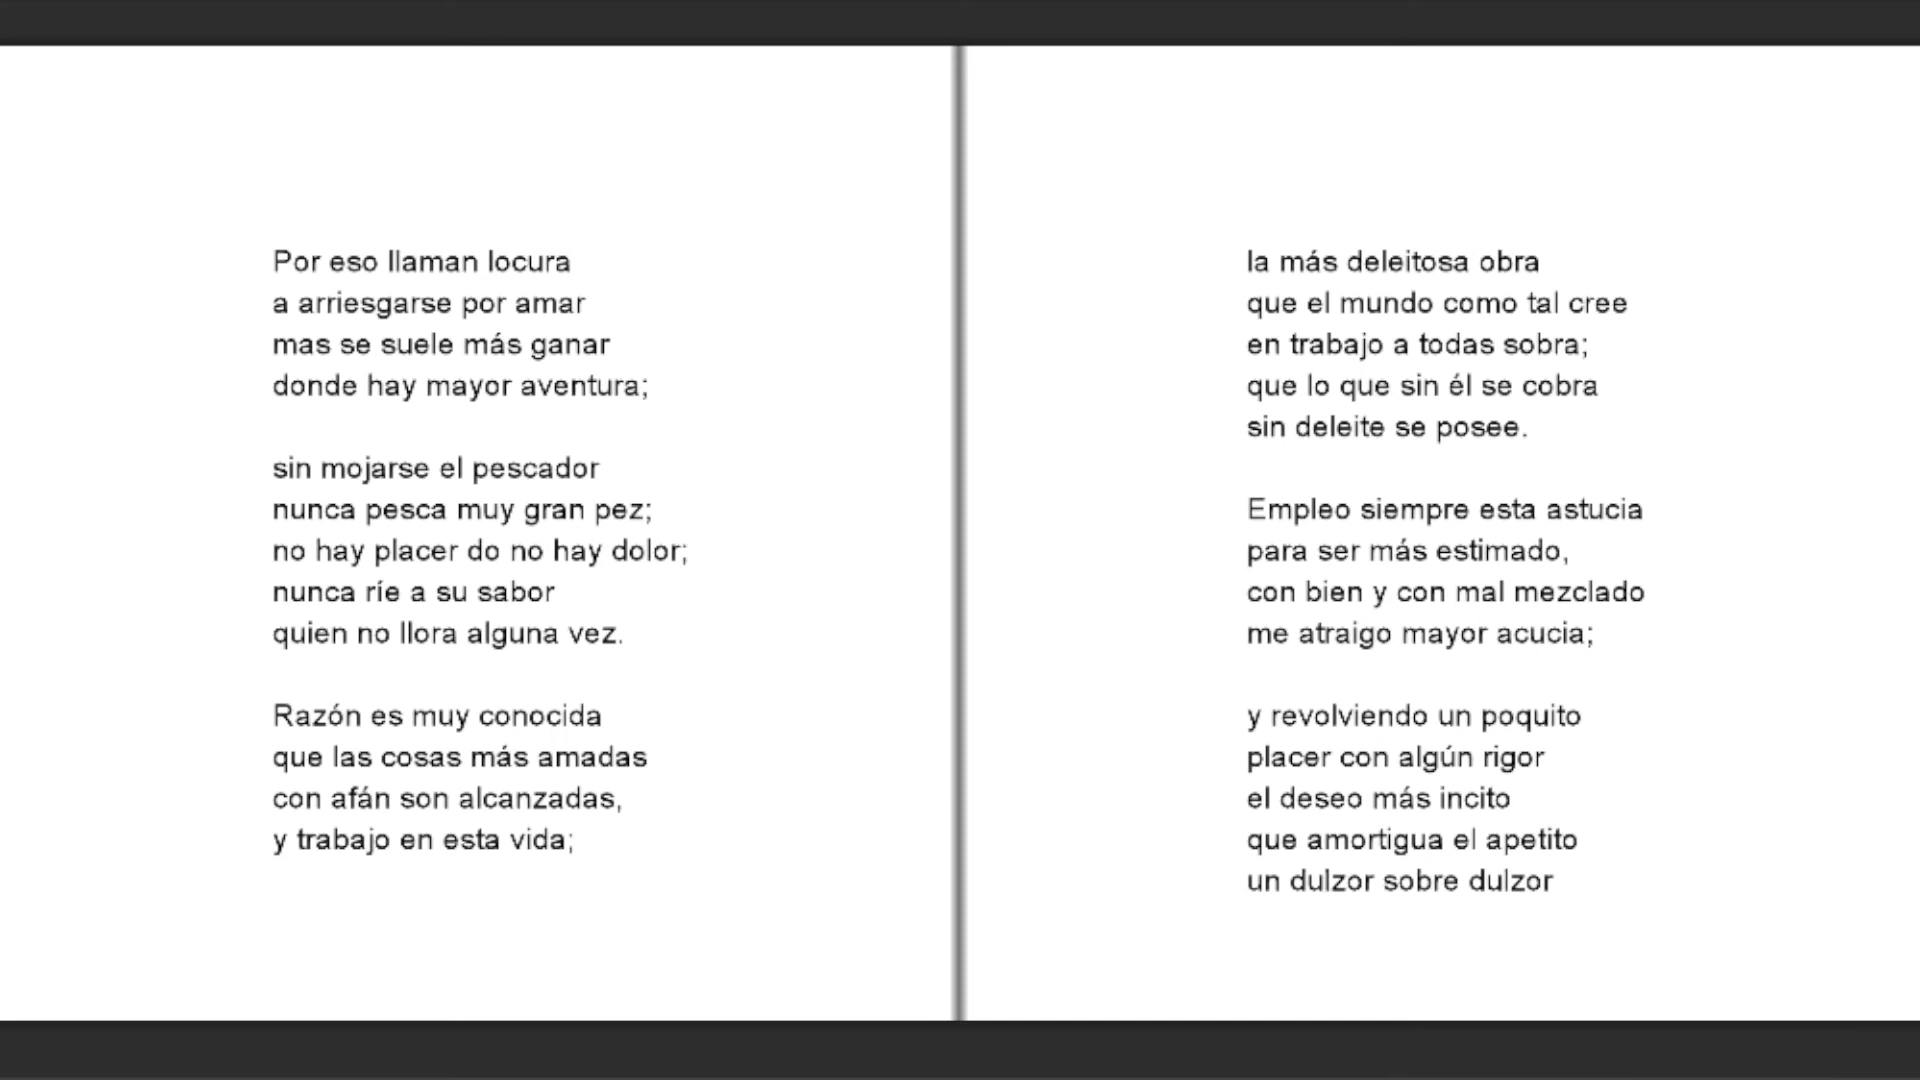 Por eso llaman locura
a arriesgarse por amar
mas se suele más ganar
donde hay mayor aventura;
sin mojarse el pescador
nunca pesca muy gran pez;
no hay placer do no hay dolor;
nunca ríe a su sabor
quien no llora alguna vez.
Razón es muy conocida
que las cosas más amadas
con afán son alcanzadas,
y trabajo en esta vida;
la más deleitosa obra
que el mundo como tal cree
en trabajo a todas sobra;
que lo que sin él se cobra
sin deleite se posee.
Empleo siempre esta astucia
para ser más estimado,
con bien y con mal mezclado
me atraigo mayor acucia;
y revolviendo un poquito
placer con algún rigor
el deseo más incito
que amortigua el apetito
un dulzor sobre dulzor